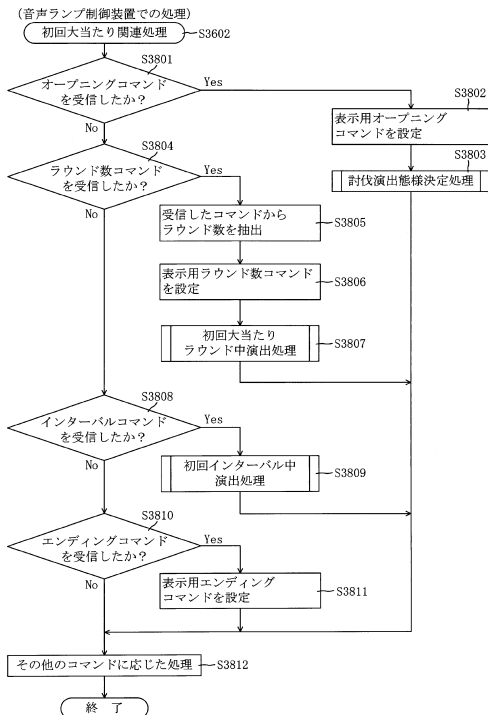 （音声ランプ制御装置での処理）
初回大当たり関連処理
S3602
S3801
オープニングコマンド
を受信したか？
Yes
No
S3802
表示用オープニング
コマンドを設定
S3803
討伐演出態様決定処理
S3804
ラウンド数コマンド
を受信したか？
Yes
No
受信したコマンドから
ラウンド数を抽出
S3805
表示用ラウンド数コマンド
を設定
S3806
初回大当たり
ラウンド中演出処理
S3807
S3808
インターバルコマンド
を受信したか？
Yes
No
初回インターバル中
演出処理
S3809
S3810
エンディングコマンド
を受信したか？
Yes
No
表示用エンディング
コマンドを設定
S3811
その他のコマンドに応じた処理
S3812
終 了